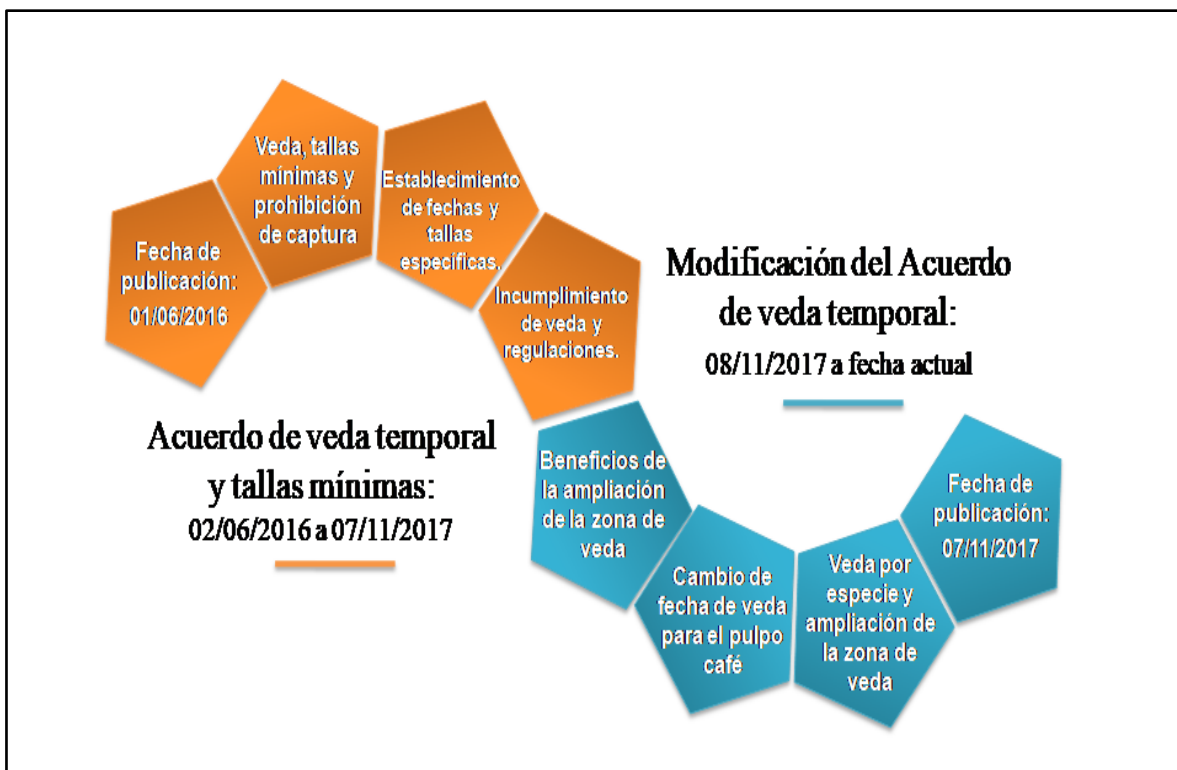 Fecha de
publicación:
01/06/2016
Veda, tallas
mínimas y
prohibición
de captura
Establecimiento
de fechas y
tallas
específicas.
Incumplimiento
de veda y
regulaciones.
Acuerdo de veda temporal
y tallas mínimas:
02/06/2016 a 07/11/2017
Modificación del Acuerdo
de veda temporal:
08/11/2017 a fecha actual
Beneficios de
la ampliación
de la zona de
veda
Cambio de
fecha de veda
para el pulpo
café
Veda por
especie y
ampliación de
la zona de
veda
Fecha de
publicación:
07/11/2017